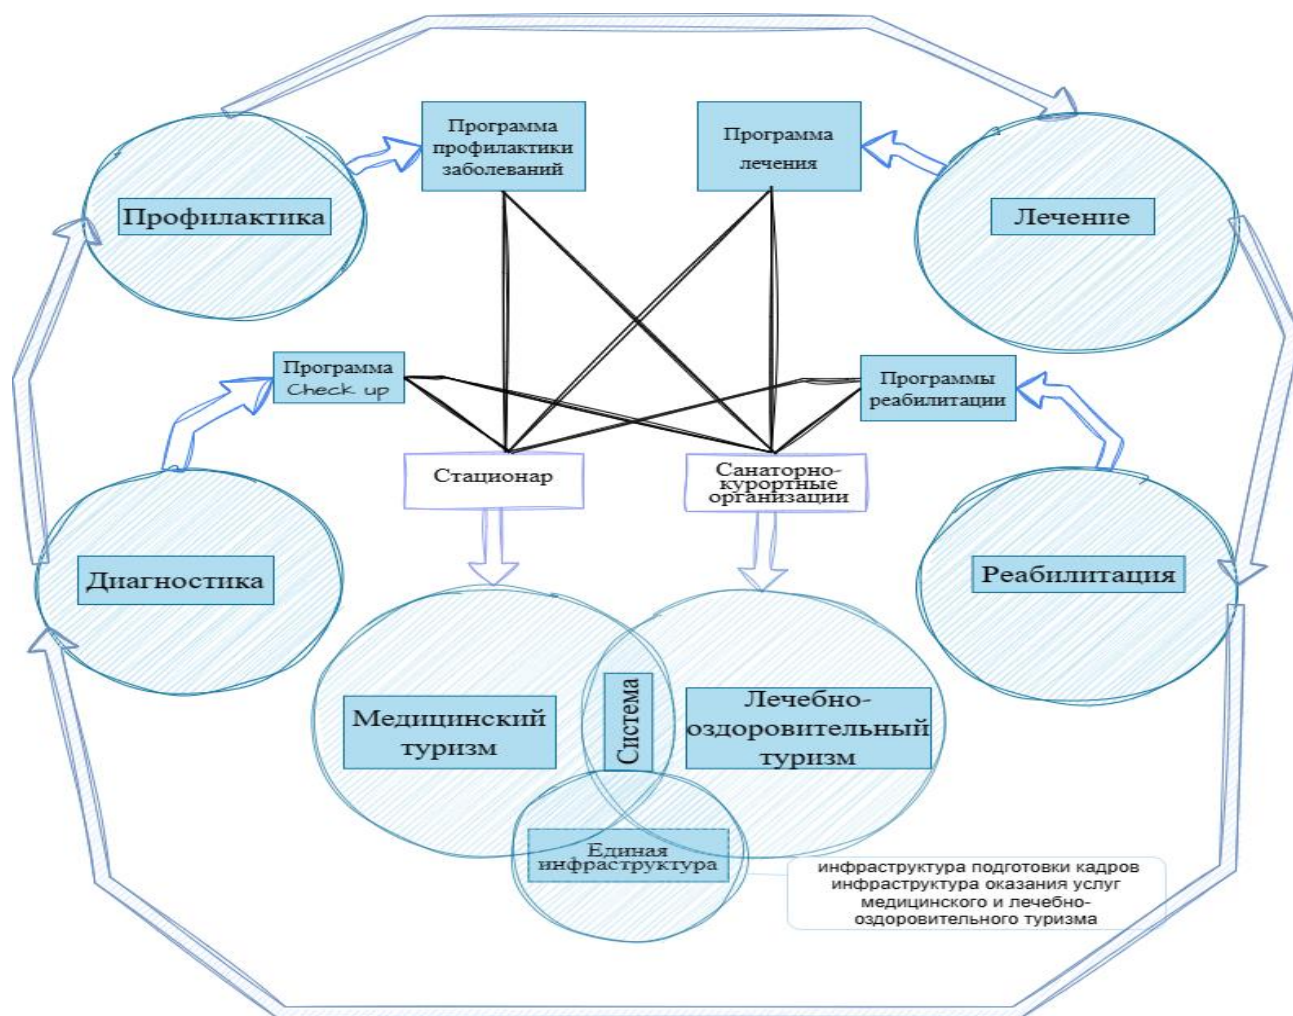 Программа
профилактики
заболеваний
Программа
лечения
Профилактика
Лечение
Программа
Check up
Программы
реабилитации
Стационар
Санаторно-
курортные
организации
Диагностика
Реабилитация
Медицинский
туризм
Система
Лечебно-
оздоровительный
туризм
Единая
инфраструктура
инфраструктура подготовки кадров
инфраструктура оказания услуг
медицинского и лечебно-
оздоровительного туризма